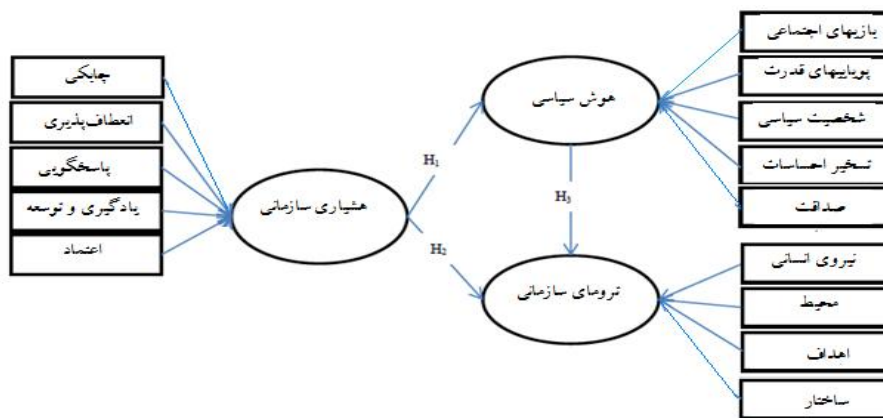 بازیهای اجتماعی
پویاییهای قدرت
شخصیت سیاسی
تسخیر احساسات
صداقت
نیروی انسانی
محیط
اهداف
ساختار
هوش سیاسی
ترومای سازمانی
H₁
H₃
H₂
هشیاری سازمانی
چابکی
انعطاف‌پذیری
پاسخگویی
یادگیری و توسعه
اعتماد